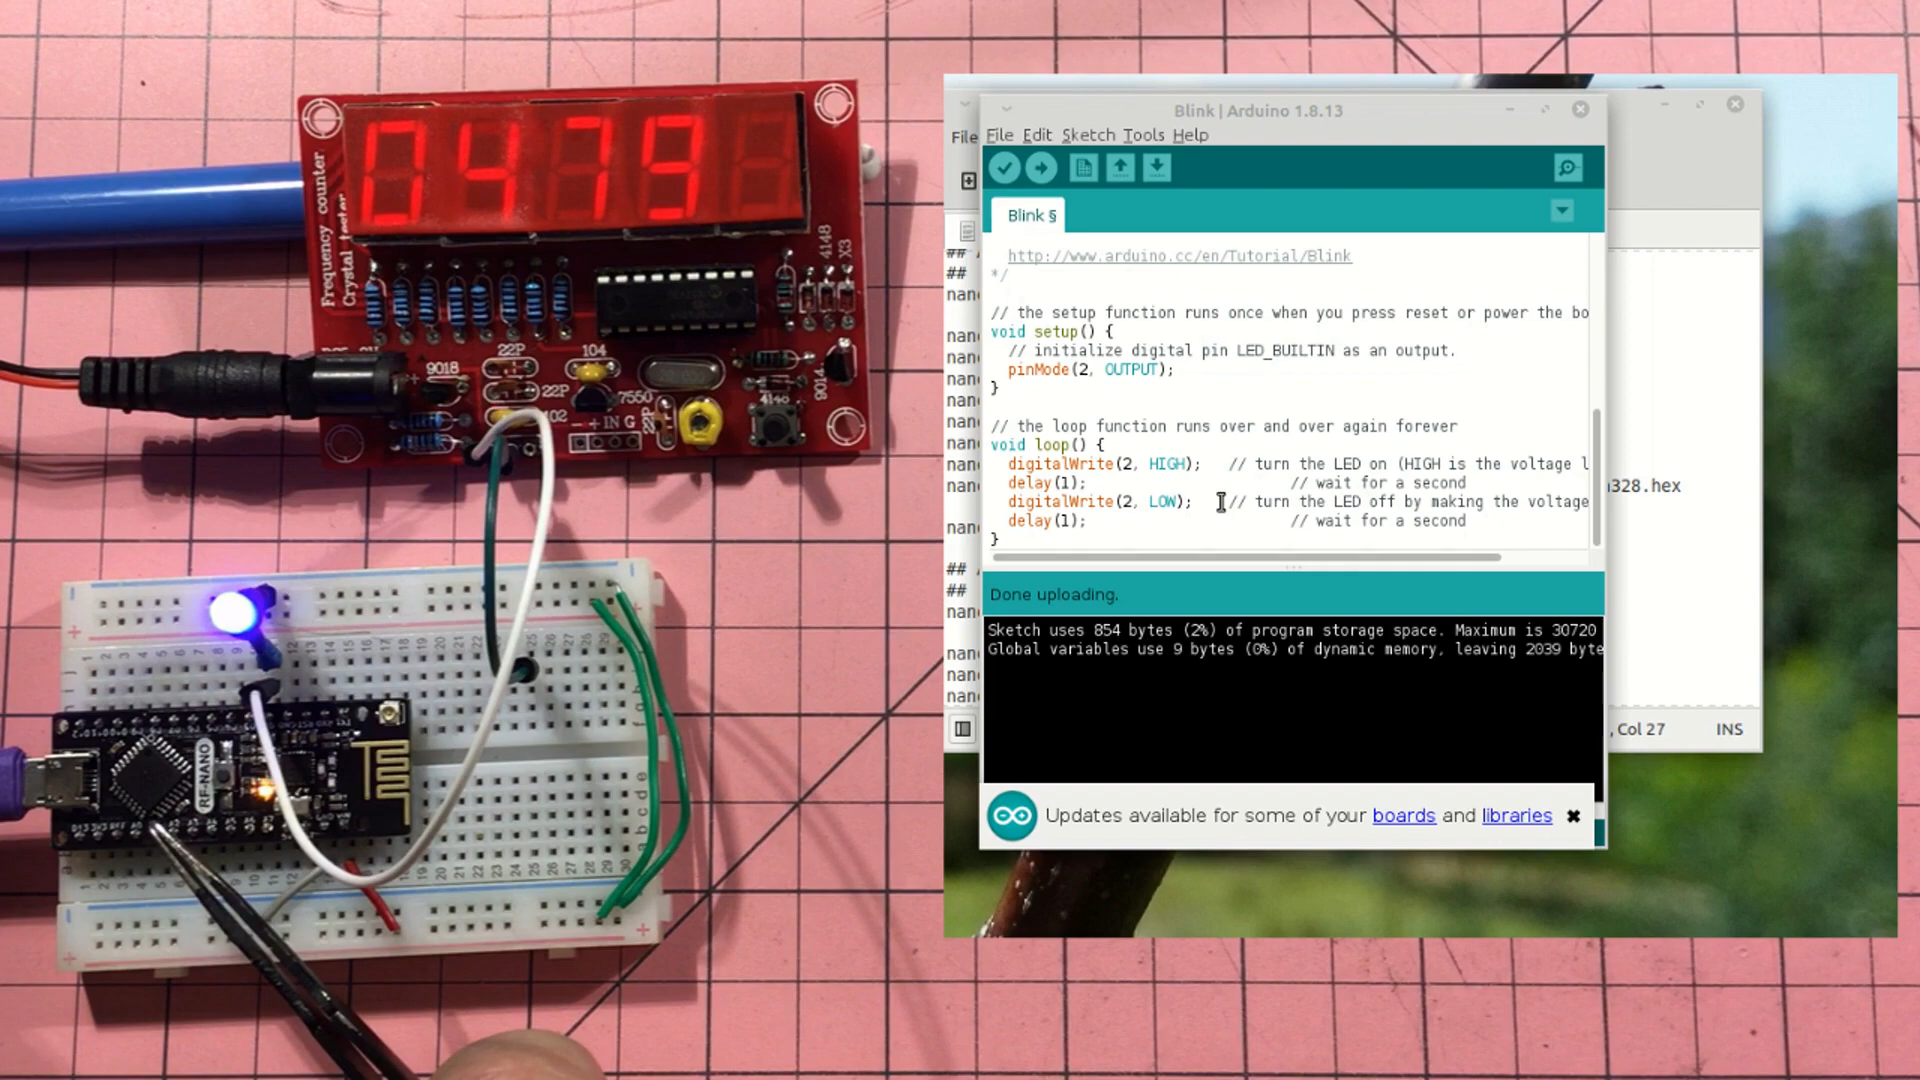 0479
Frequency counter
Crystal tester
4148
X3
22P
104
9018
22P
7550
9014
102
- + IN G
22P
4148
RF-NANO
Blink | Arduino 1.8.13
File
File Edit Sketch Tools Help
Blink §
http://www.arduino.cc/en/Tutorial/Blink
*/
// the setup function runs once when you press reset or power the bo
void setup() {
// initialize digital pin LED_BUILTIN as an output.
pinMode(2, OUTPUT);
}
// the loop function runs over and over again forever
void loop() {
digitalWrite(2, HIGH);   // turn the LED on (HIGH is the voltage l
delay(1);                       // wait for a second
digitalWrite(2, LOW);    // turn the LED off by making the voltage
delay(1);                       // wait for a second
}
328.hex
Done uploading.
Sketch uses 854 bytes (2%) of program storage space. Maximum is 30720
Global variables use 9 bytes (0%) of dynamic memory, leaving 2039 byte
, Col 27
INS
Updates available for some of your boards and libraries